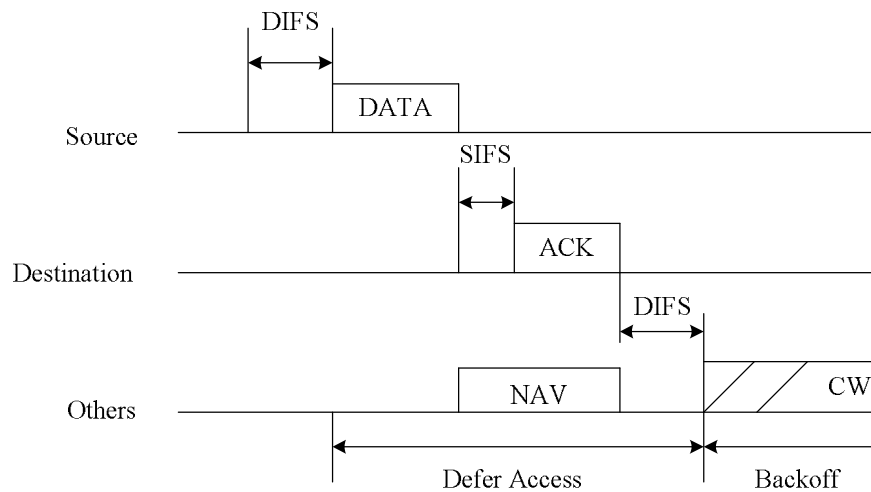 DIFS
DATA
Source
SIFS
ACK
Destination
DIFS
NAV
CW
Others
Defer Access
Backoff